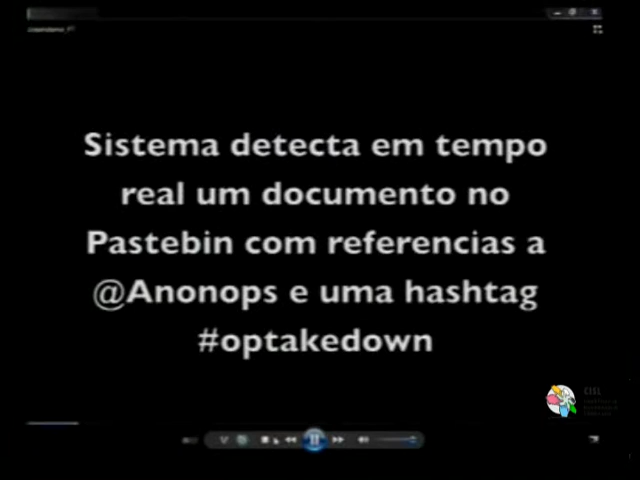 Sistema detecta em tempo
real um documento no
Pastebin com referencias a
@Anonops e uma hashtag
#optakedown